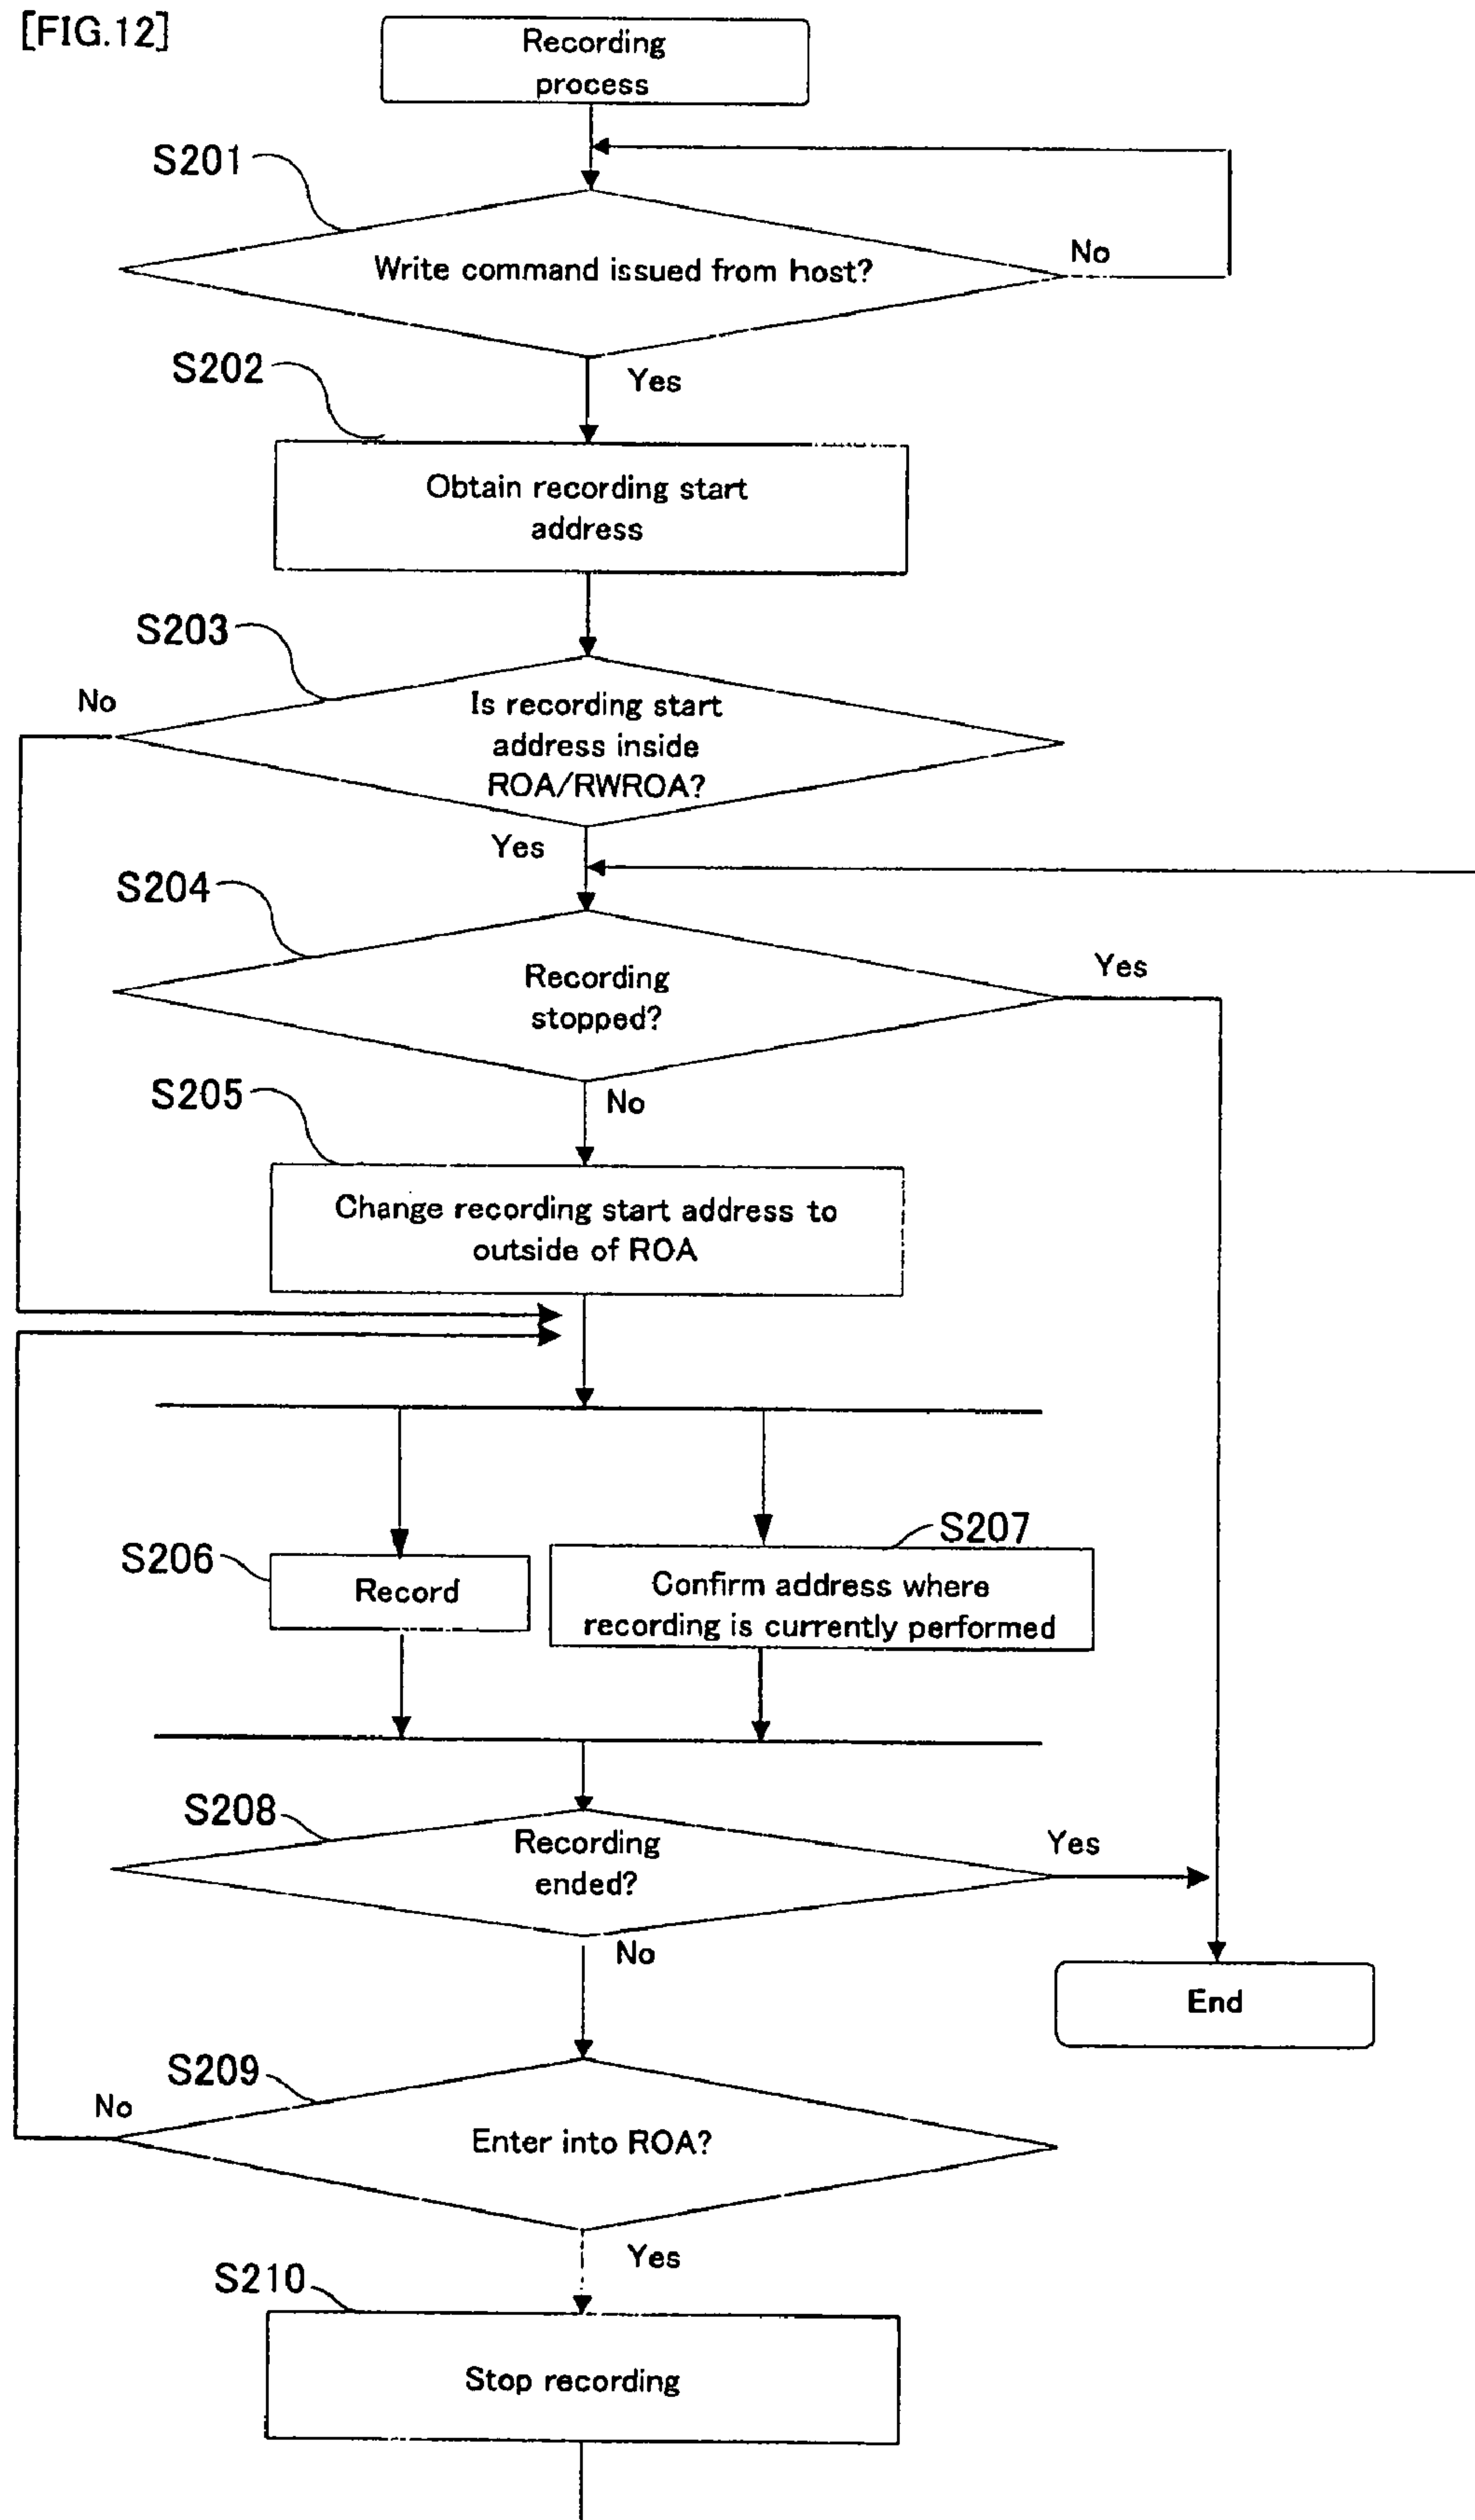 [FIG.12]
Recording
process
S201
Write command issued from host?
No
S202
Yes
Obtain recording start
address
S203
No
Is recording start
address inside
ROA/RWROA?
Yes
S204
Recording
stopped?
Yes
S205
No
Change recording start address to
outside of ROA
S206
Record
S207
Confirm address where
recording is currently performed
S208
Recording
ended?
Yes
No
End
S209
No
Enter into ROA?
Yes
S210
Stop recording